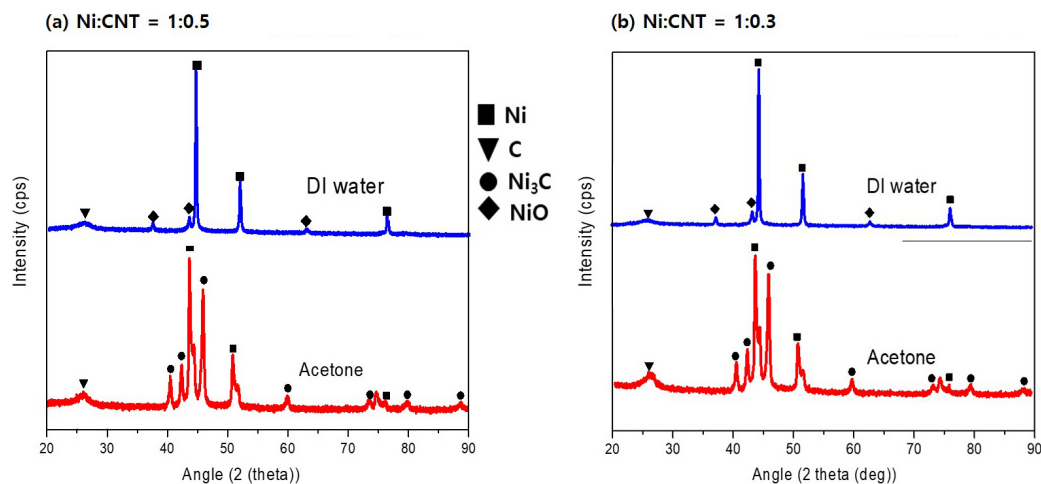 (a) Ni:CNT = 1:0.5
Intensity (cps)
DI water
Acetone
20 30 40 50 60 70 80 90
Angle (2 (theta))
Ni
C
Ni₃C
NiO
(b) Ni:CNT = 1:0.3
Intensity (cps)
DI water
Acetone
20 30 40 50 60 70 80 90
Angle (2 theta (deg))